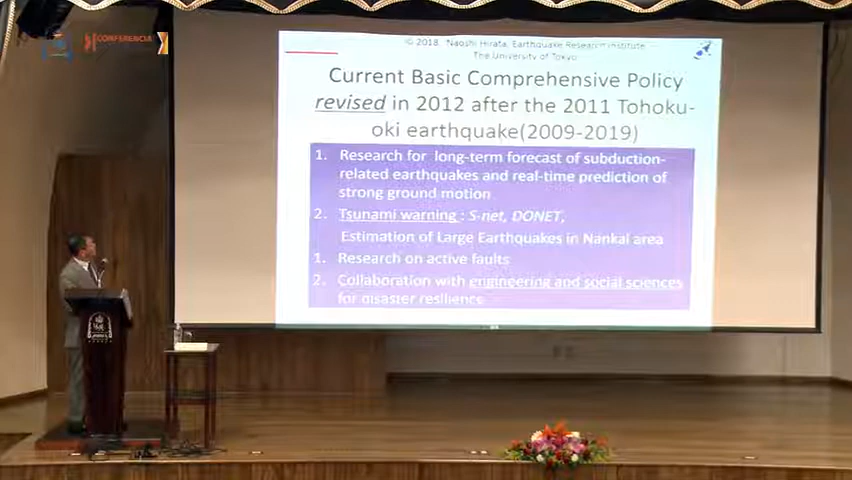 CONFERENCIA
© 2018 Naoshi Hirata, Earthquake Research Institute
The University of Tokyo
Current Basic Comprehensive Policy
revised in 2012 after the 2011 Tohoku-
oki earthquake(2009-2019)
1. Research for long-term forecast of subduction-
related earthquakes and real-time prediction of
strong ground motion
2. Tsunami warning : S-net, DONET,
Estimation of Large Earthquakes in Nankai area
1. Research on active faults
2. Collaboration with engineering and social sciences
for disaster resilience